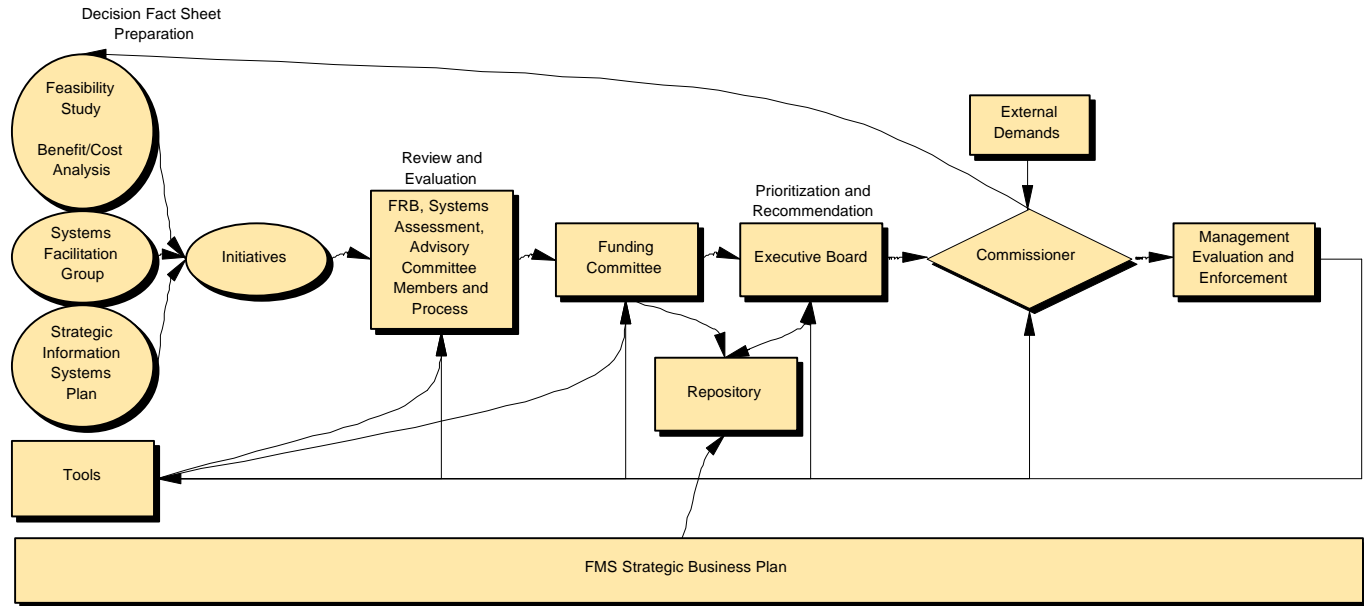 Decision Fact Sheet
Preparation
Feasibility
Study
Benefit/Cost
Analysis
Systems
Facilitation
Group
Strategic
Information
Systems
Plan
Tools
Initiatives
Review and
Evaluation
FRB, Systems
Assessment,
Advisory
Committee
Members and
Process
Funding
Committee
Prioritization and
Recommendation
Executive Board
Repository
External
Demands
Commissioner
Management
Evaluation and
Enforcement
FMS Strategic Business Plan